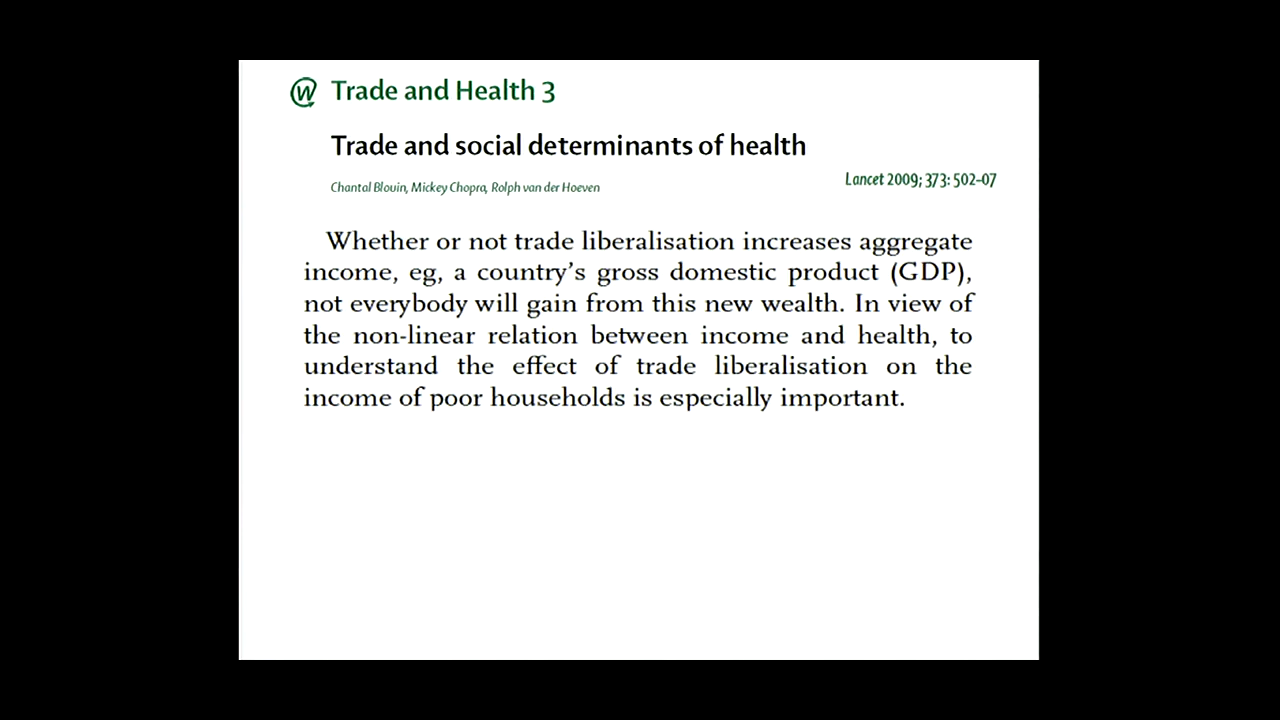 Trade and Health 3
Trade and social determinants of health
Chantal Blouin, Mickey Chopra, Rolph van der Hoeven
Lancet 2009; 373: 502–07
Whether or not trade liberalisation increases aggregate
income, eg, a country's gross domestic product (GDP),
not everybody will gain from this new wealth. In view of
the non-linear relation between income and health, to
understand the effect of trade liberalisation on the
income of poor households is especially important.